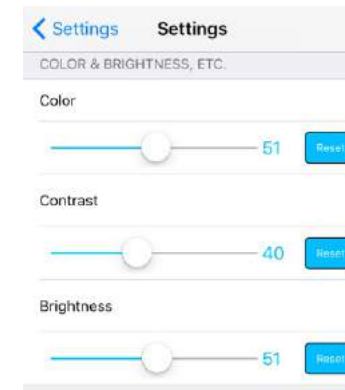 Settings Settings
COLOR & BRIGHTNESS, ETC.
Color
51 Reset
Contrast
40 Reset
Brightness
51 Reset